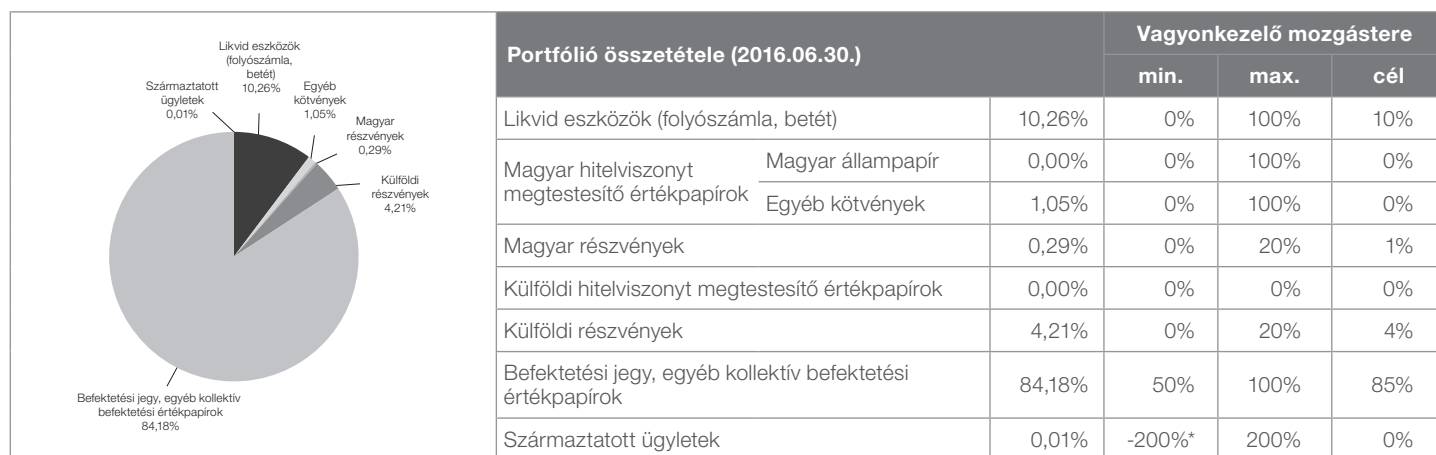 Likvid eszközök
(folyószámla,
betét)
10,26%
Származtatott
ügyletek
0,01%
Egyéb
kötvények
1,05%
Magyar
részvények
0,29%
Külföldi
részvények
4,21%
Befektetési jegy, egyéb kollektív
befektetési értékpapírok
84,18%
Portfólió összetétele (2016.06.30.) Vagyonkezelő mozgástere
min. max. cél
Likvid eszközök (folyószámla, betét) 10,26% 0% 100% 10%
Magyar hitelviszonyt
megtestesítő értékpapírok
Magyar állampapír 0,00% 0% 100% 0%
Egyéb kötvények 1,05% 0% 100% 0%
Magyar részvények 0,29% 0% 20% 1%
Külföldi hitelviszonyt megtestesítő értékpapírok 0,00% 0% 0% 0%
Külföldi részvények 4,21% 0% 20% 4%
Befektetési jegy, egyéb kollektív befektetési
értékpapírok 84,18% 50% 100% 85%
Származtatott ügyletek 0,01% -200%* 200% 0%